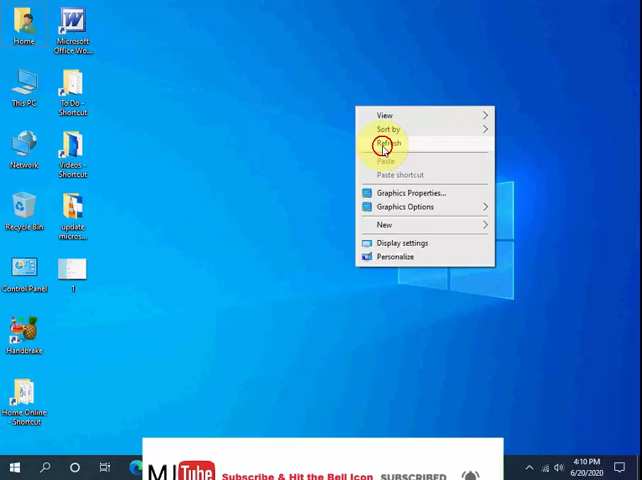 Home
Microsoft
Office Wo...
This PC
To Do -
Shortcut
Network
Videos -
Shortcut
Recycle Bin
update
micros...
Control Panel
1
Handbrake
Home Online
- Shortcut
View
Sort by
Refresh
Paste
Paste shortcut
Graphics Properties...
Graphics Options
New
Display settings
Personalize
MJTube
Subscribe & Hit the Bell Icon
SUBSCRIBED
4:10 PM
6/20/2020